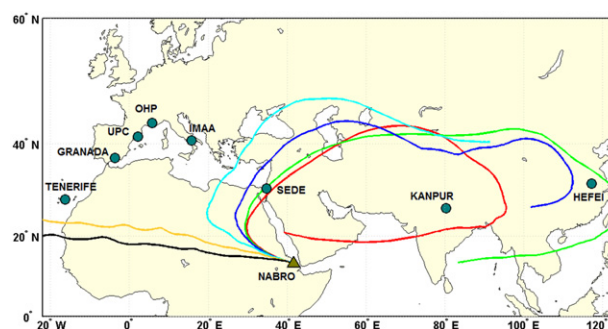 60° N
OHP
UPC
IMAA
40° N
GRANADA
TENERIFE
SEDE
KANPUR
HEFEI
20° N
NABRO
0°
20° W
0°
20° E
40° E
60° E
80° E
100° E
120° E